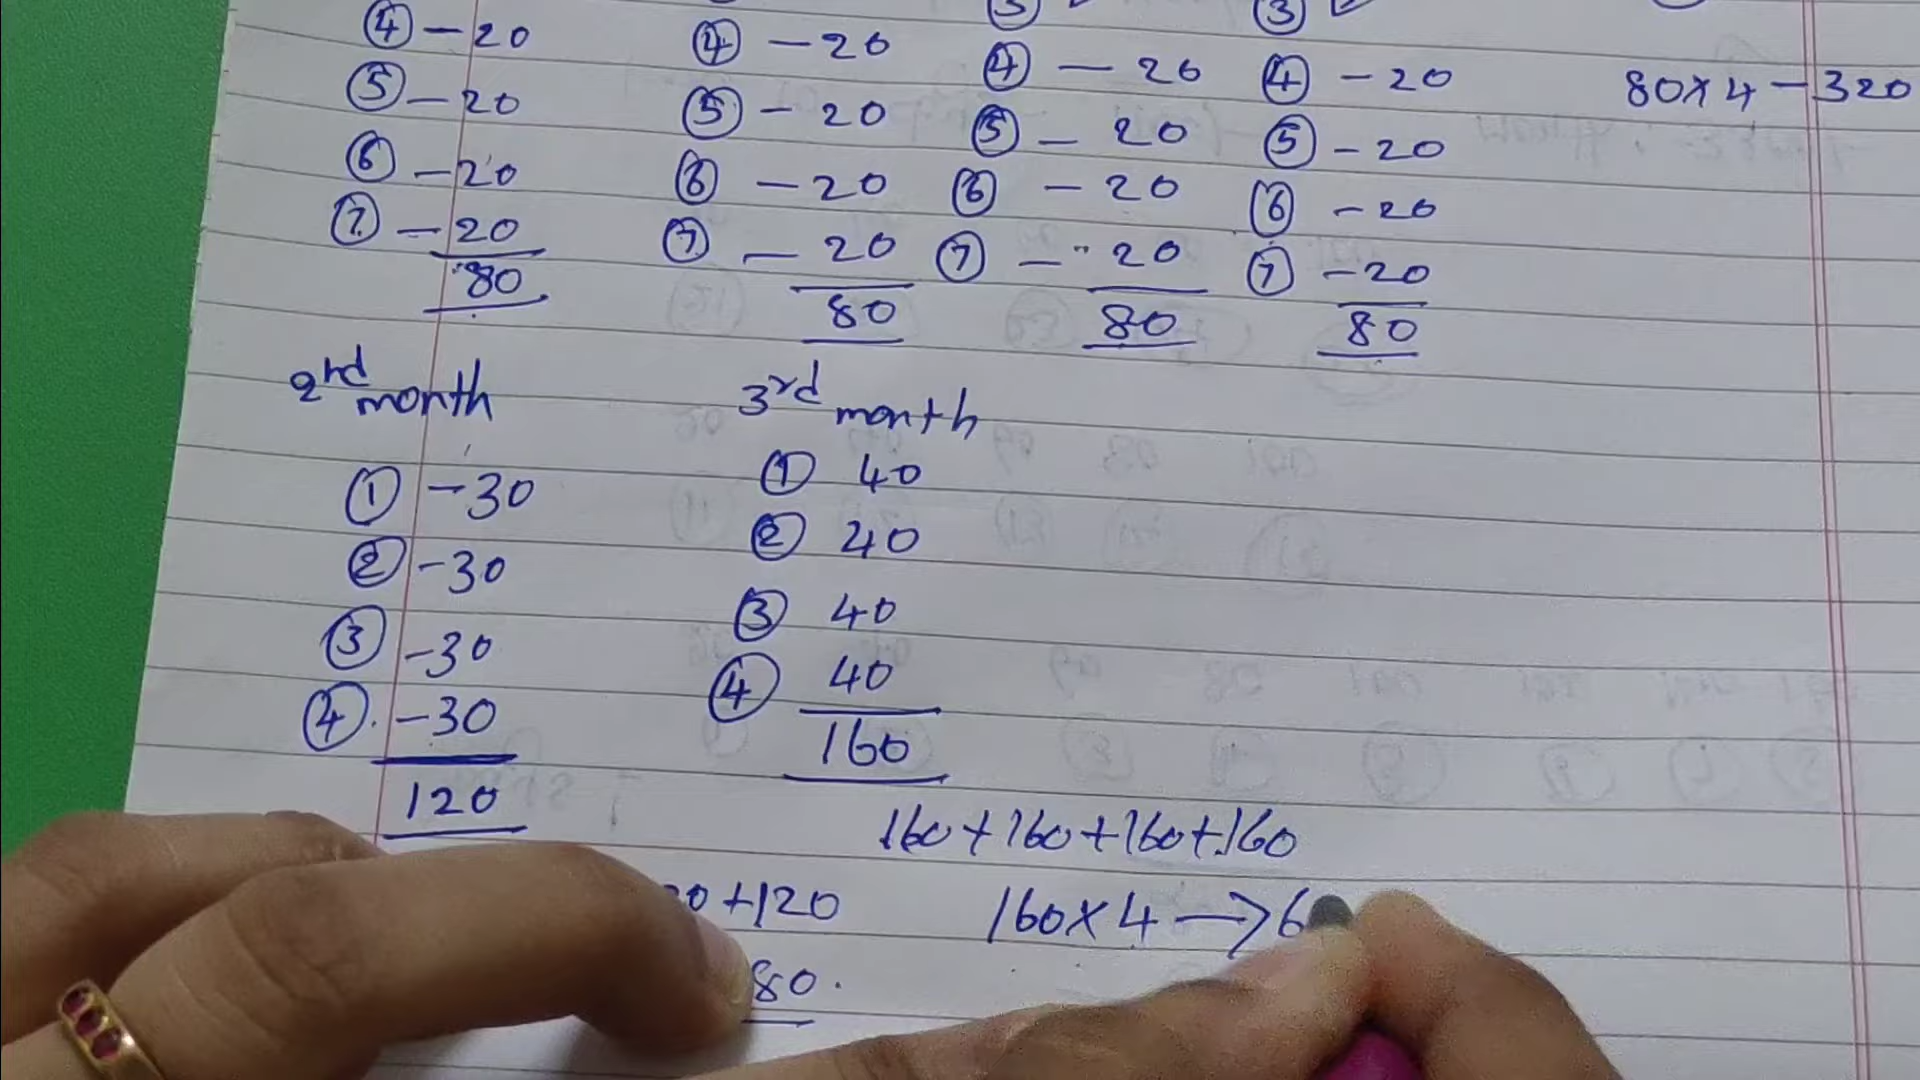 ④ - 20 ④ - 20 ④ - 20 ④ - 20 80 x 4 - 320
⑤ - 20 ⑤ - 20 ⑤ - 20 ⑤ - 20
⑥ - 20 ⑥ - 20 ⑥ - 20 ⑥ - 20
⑦ - 20 ⑦ - 20 ⑦ - 20 ⑦ - 20
80 80 80 80
2nd month
① - 30
② - 30
③ - 30
④. - 30
120
+120
80.
3rd month
① 40
② 40
③ 40
④ 40
160
160+160+160+160
160 x 4 → 6